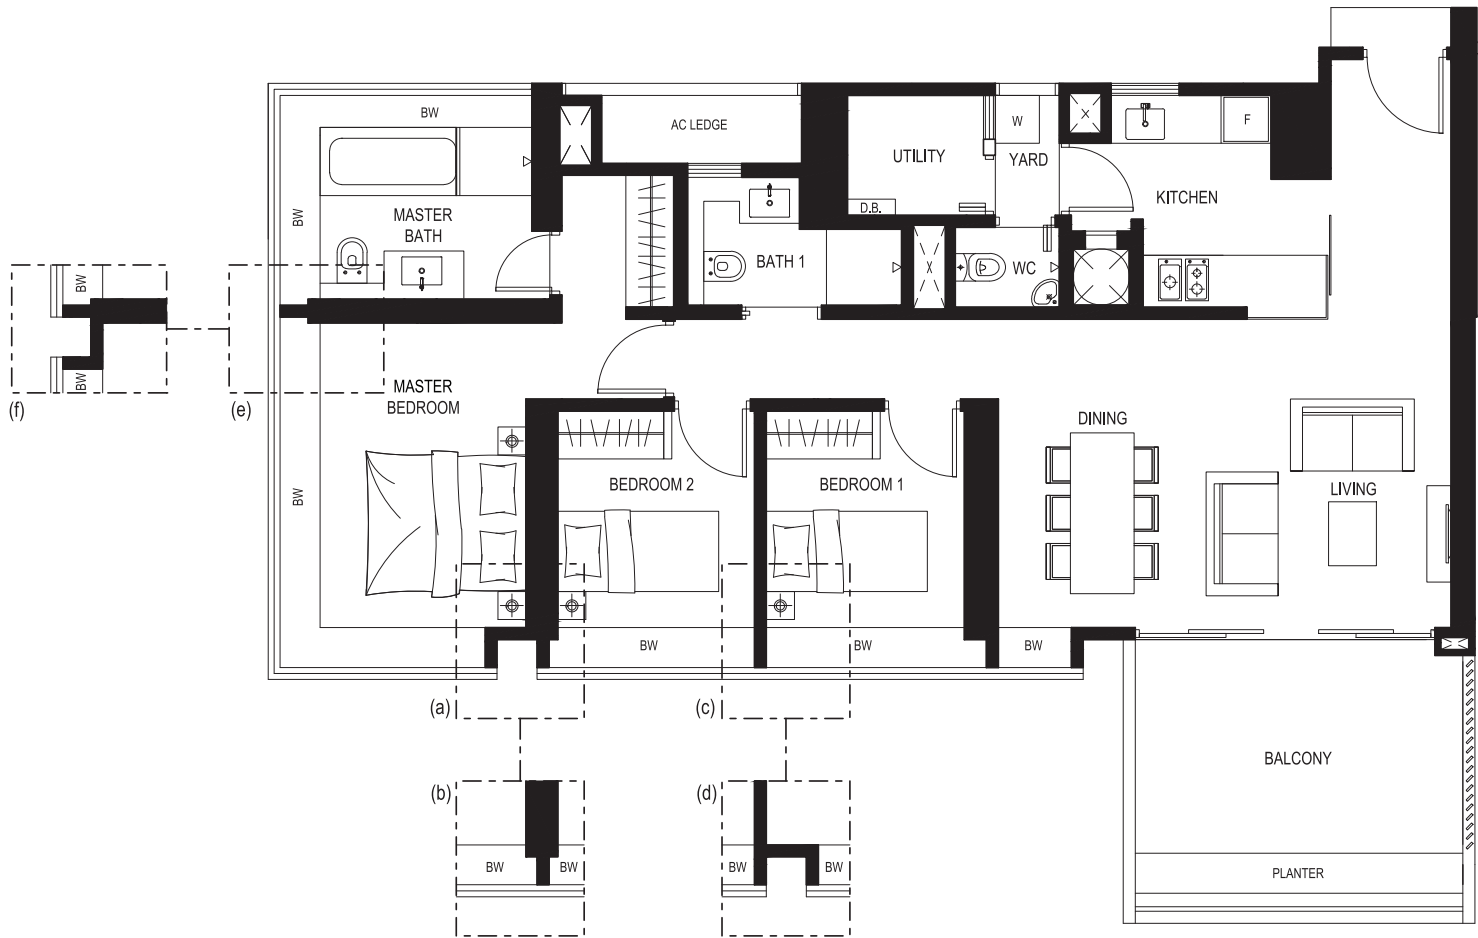 BW
AC LEDGE
W
F
UTILITY
YARD
KITCHEN
D.B.
BW
MASTER
BATH
BATH 1
WC
BW
BW
(f)
(e)
MASTER
BEDROOM
DINING
BEDROOM 2
BEDROOM 1
LIVING
BW
BW
BW
BW
(a)
(c)
BALCONY
(b)
(d)
BW
BW
BW
BW
PLANTER